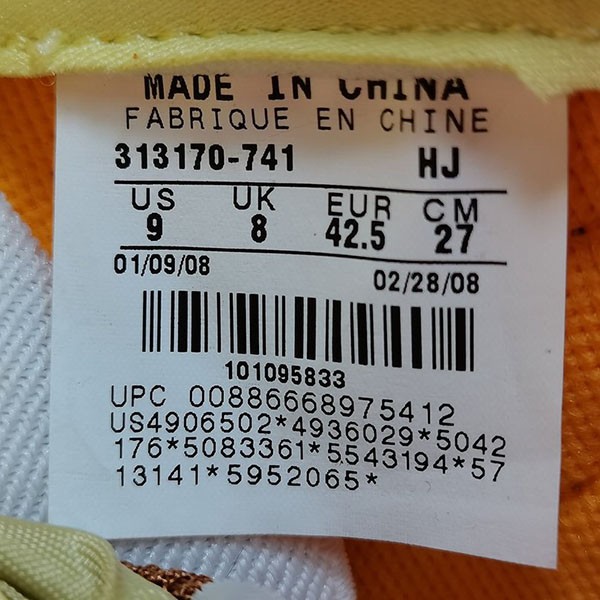 MADE IN CHINA
FABRIQUE EN CHINE
313170-741 HJ
US UK EUR CM
9 8 42.5 27
01/09/08 02/28/08
101095833
UPC 00886668975412
US4906502*4936029*5042
176*5083361*5543194*57
13141*5952065*